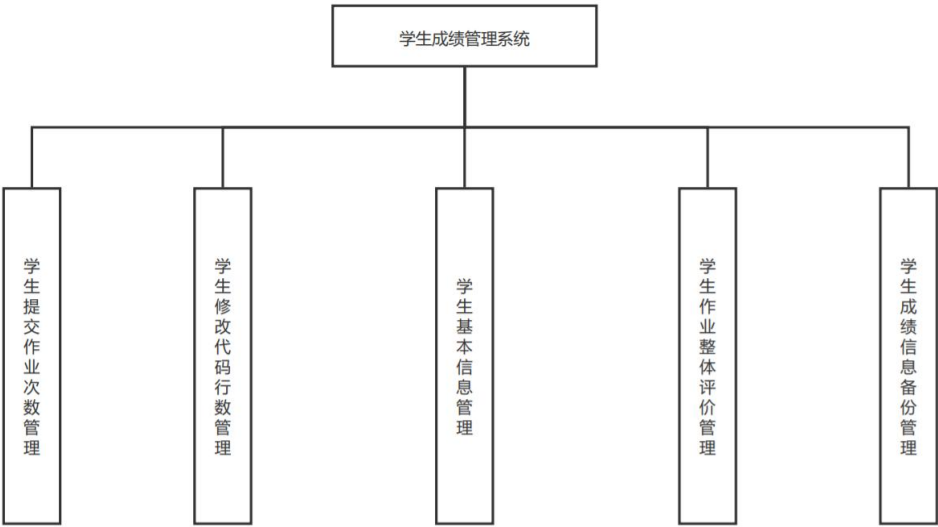 学生成绩管理系统
学生提交作业次数管理
学生修改代码行数管理
学生基本信息管理
学生作业整体评价管理
学生成绩信息备份管理